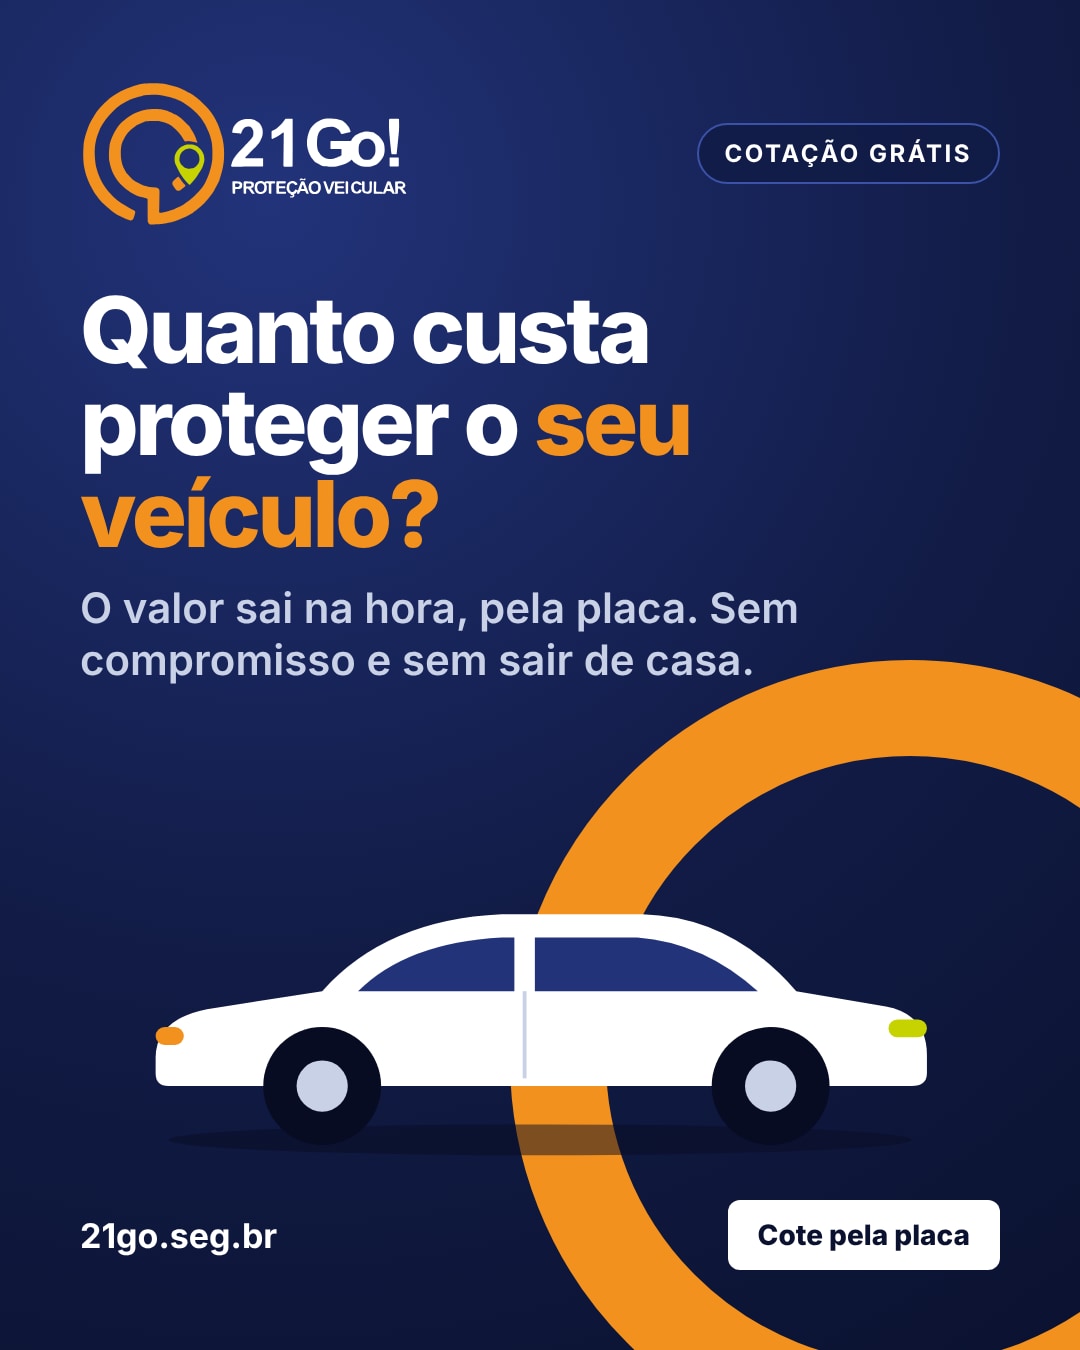 21Go!
PROTEÇÃO VEICULAR
COTAÇÃO GRÁTIS
Quanto custa
proteger o seu
veículo?
O valor sai na hora, pela placa. Sem
compromisso e sem sair de casa.
21go.seg.br
Cote pela placa